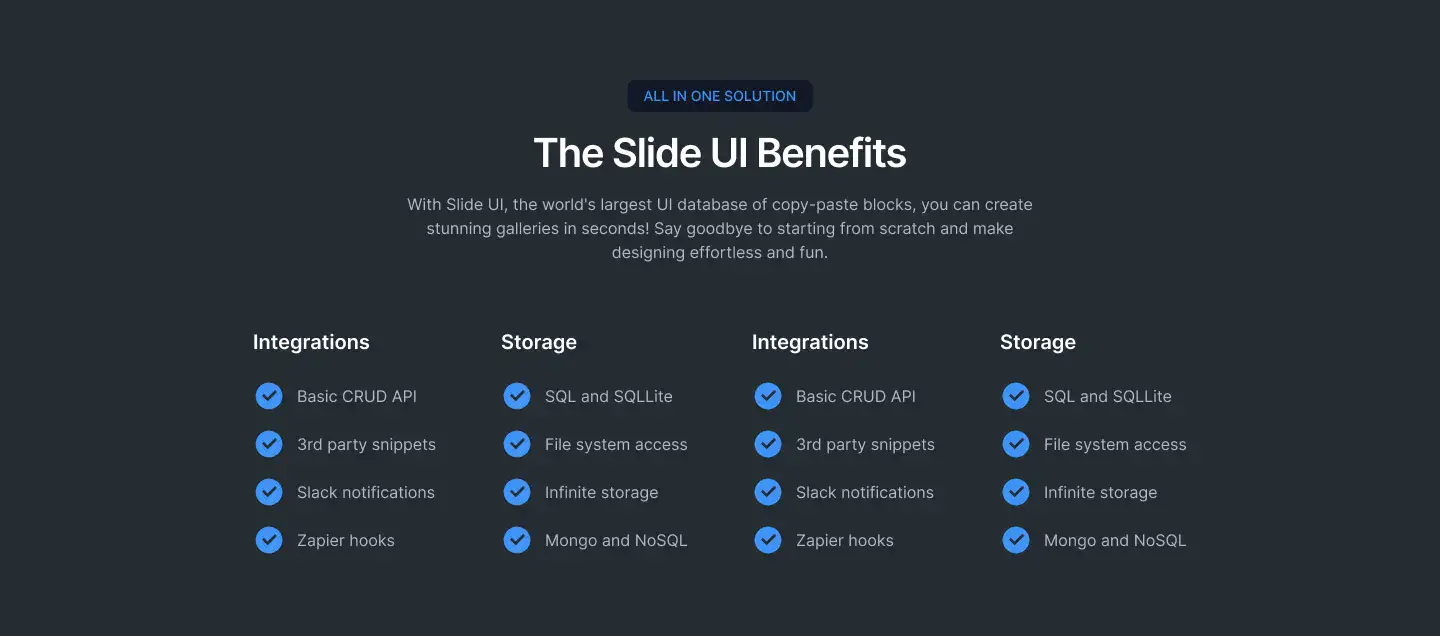 ALL IN ONE SOLUTION
The Slide UI Benefits
With Slide UI, the world's largest UI database of copy-paste blocks, you can create
stunning galleries in seconds! Say goodbye to starting from scratch and make
designing effortless and fun.
Integrations
Basic CRUD API
3rd party snippets
Slack notifications
Zapier hooks
Storage
SQL and SQLLite
File system access
Infinite storage
Mongo and NoSQL
Integrations
Basic CRUD API
3rd party snippets
Slack notifications
Zapier hooks
Storage
SQL and SQLLite
File system access
Infinite storage
Mongo and NoSQL